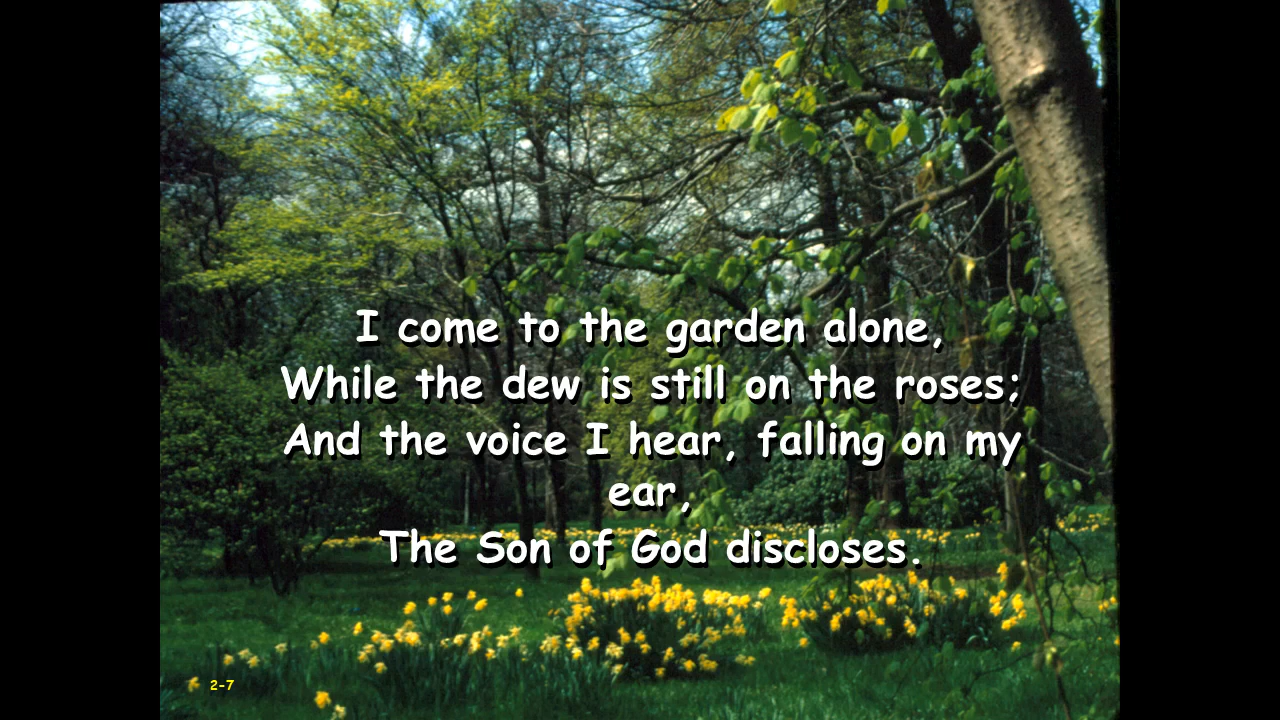 I come to the garden alone,
While the dew is still on the roses;
And the voice I hear, falling on my
ear,
The Son of God discloses.
2-7